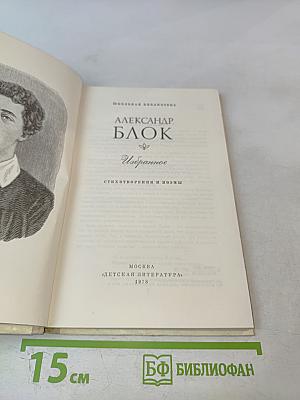 ШКОЛЬНАЯ БИБЛИОТЕКА
АЛЕКСАНДР
БЛОК
Избранное
СТИХОТВОРЕНИЯ И ПОЭМЫ
МОСКВА
«ДЕТСКАЯ ЛИТЕРАТУРА»
1978
15 см
БФ БИБЛИОФАН